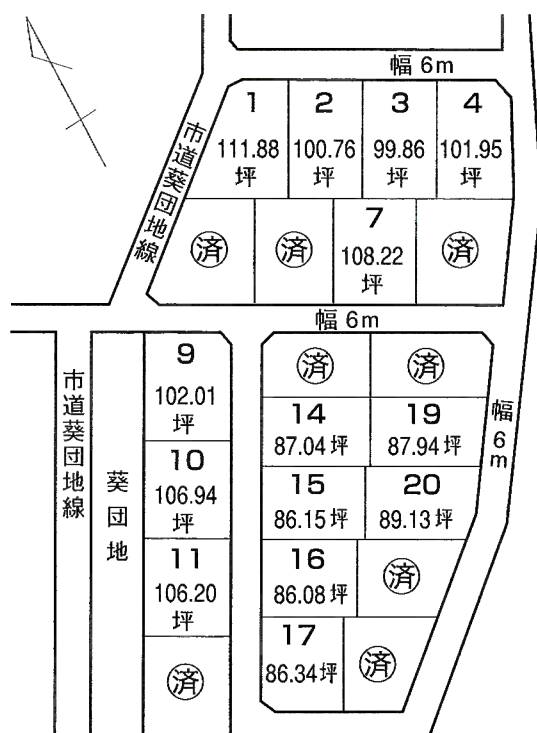 幅 6m
1
111.88
坪
2
100.76
坪
3
99.86
坪
4
101.95
坪
市道葵団地線
済
済
7
108.22
坪
済
幅 6m
9
102.01
坪
10
106.94
坪
11
106.20
坪
済
市道葵団地線
葵団地
済
済
14
87.04坪
19
87.94坪
15
86.15坪
20
89.13坪
16
86.08坪
済
17
86.34坪
済
幅6m